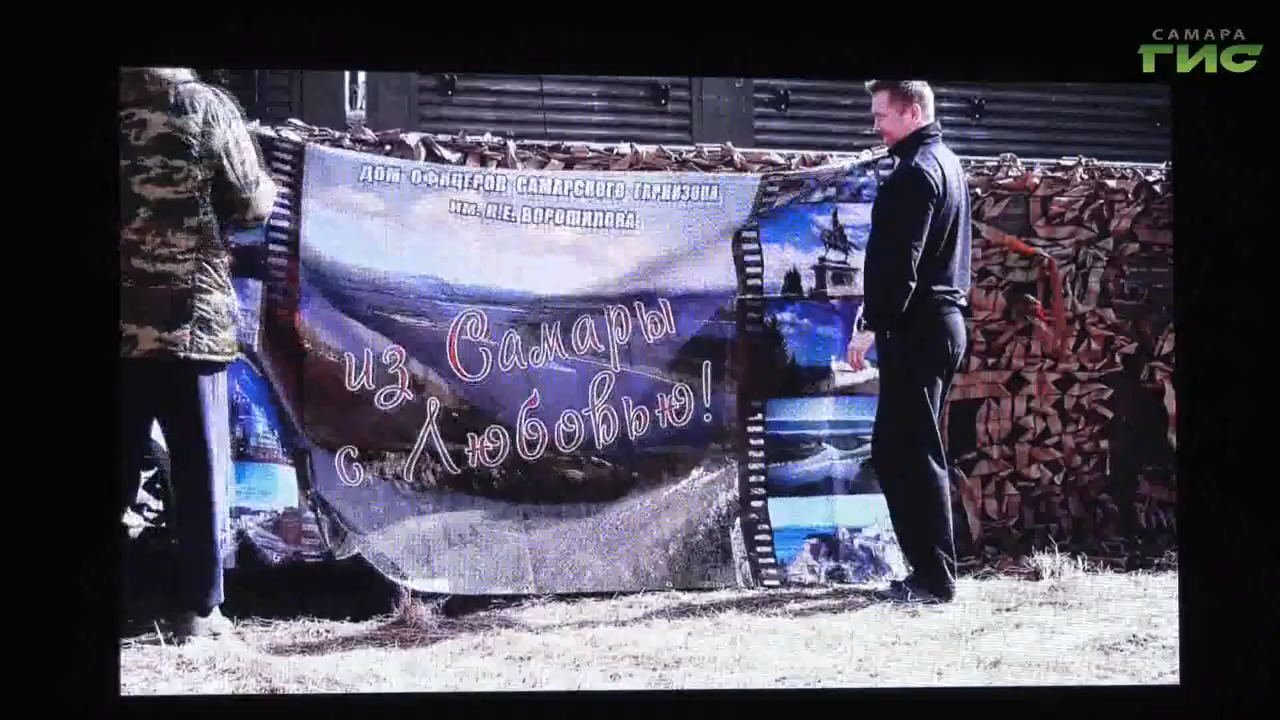 САМАРА
ГИС
ДОМ ОФИЦЕРОВ САМАРСКОГО ГАРНИЗОНА
ИМ. К.Е. ВОРОШИЛОВА
из Самары
с Любовью!